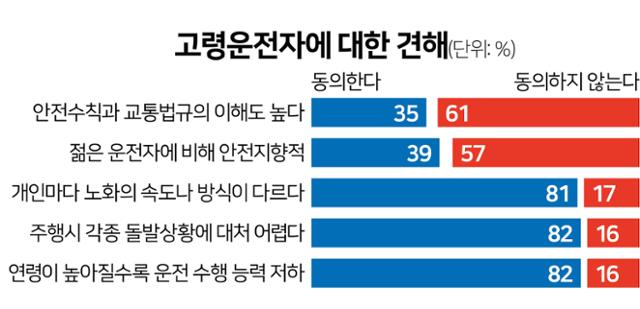 고령운전자에 대한 견해(단위: %)
동의한다 동의하지 않는다
안전수칙과 교통법규의 이해도 높다 35 61
젊은 운전자에 비해 안전지향적 39 57
개인마다 노화의 속도나 방식이 다르다 81 17
주행시 각종 돌발상황에 대처 어렵다 82 16
연령이 높아질수록 운전 수행 능력 저하 82 16